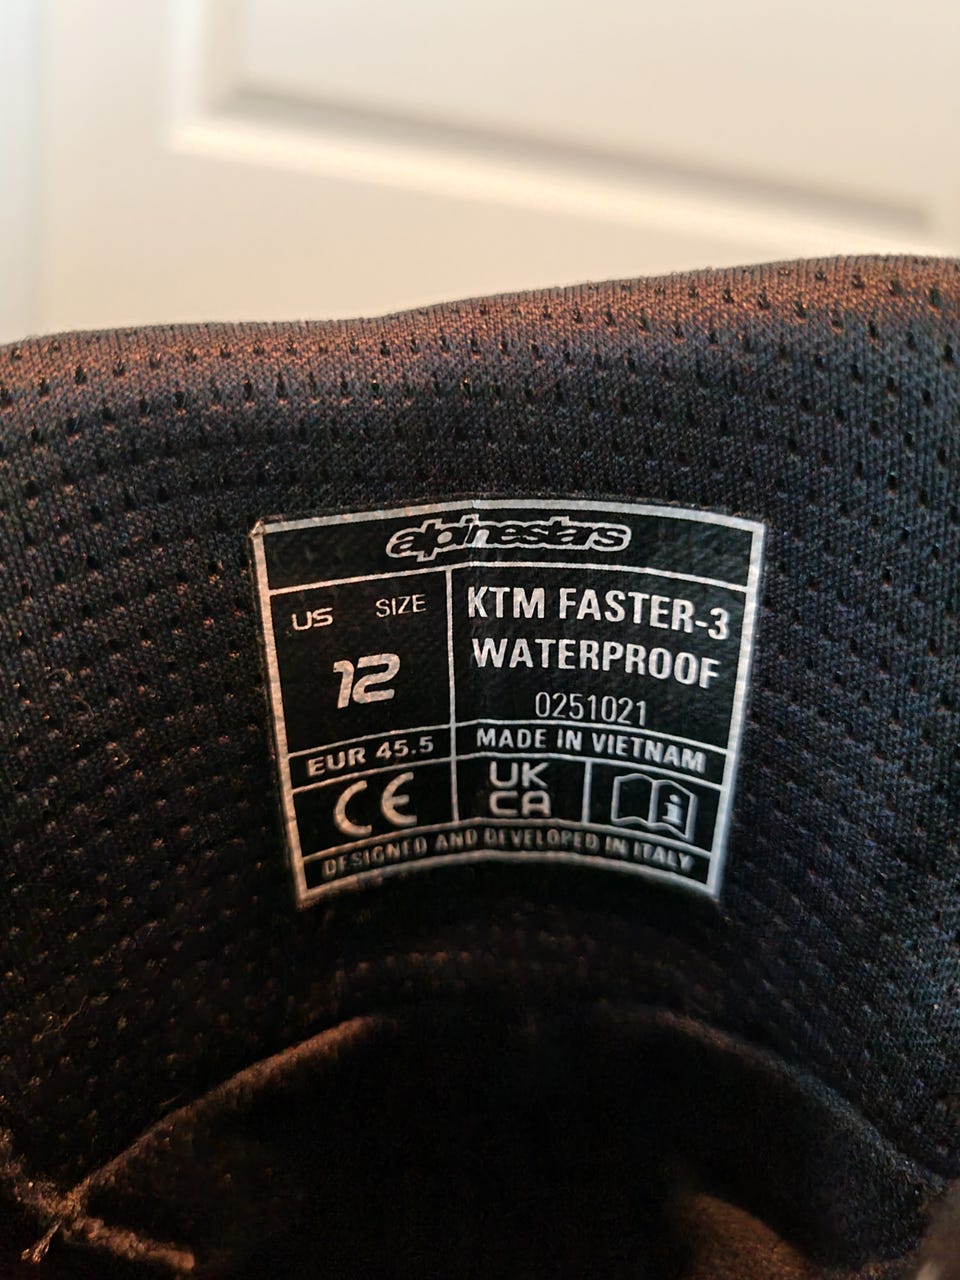 alpinestars
US SIZE
12
KTM FASTER-3
WATERPROOF
0251021
EUR 45.5
MADE IN VIETNAM
CE
UK
CA
i
DESIGNED AND DEVELOPED IN ITALY